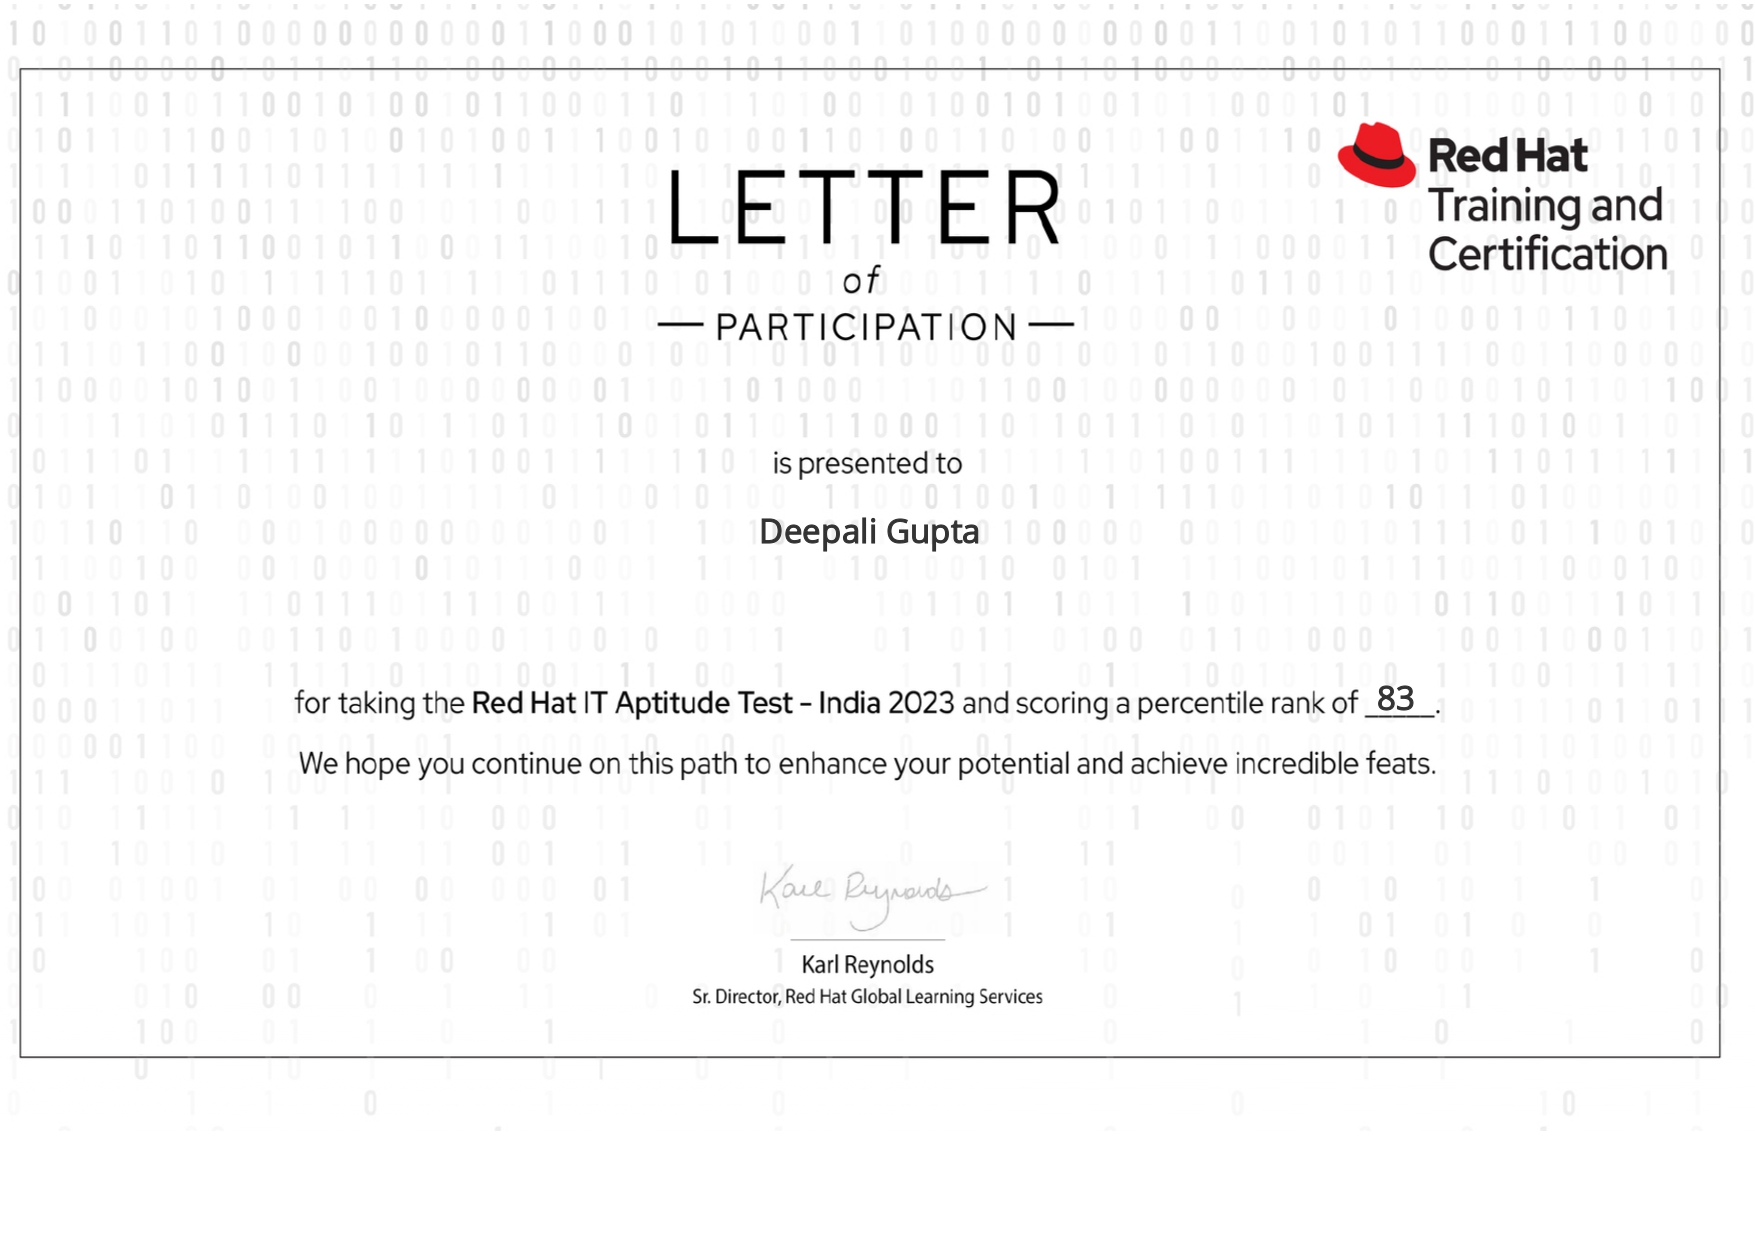 LETTER
of
PARTICIPATION
Red Hat
Training and
Certification
is presented to
Deepali Gupta
for taking the Red Hat IT Aptitude Test - India 2023 and scoring a percentile rank of 83.
We hope you continue on this path to enhance your potential and achieve incredible feats.
Karl Reynolds
Karl Reynolds
Sr. Director, Red Hat Global Learning Services